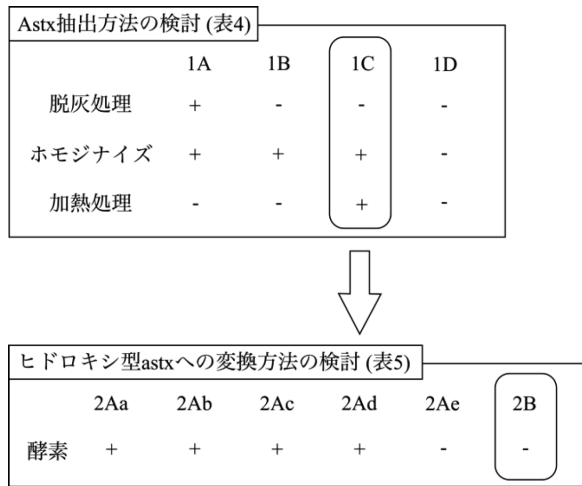 Astx抽出方法の検討 (表4)
1A 1B 1C 1D
脱灰処理 + - - -
ホモジナイズ + + + -
加熱処理 - - + -
ヒドロキシ型astxへの変換方法の検討 (表5)
2Aa 2Ab 2Ac 2Ad 2Ae 2B
酵素 + + + + - -